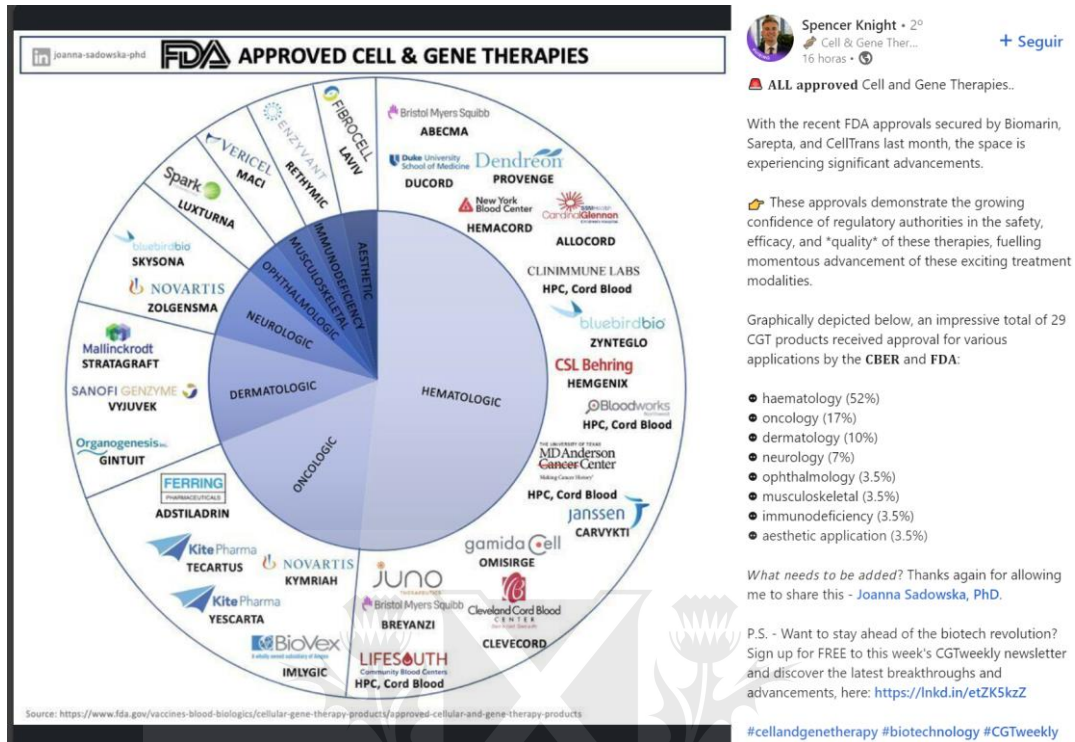 in joanna-sadowska-phd
FDA APPROVED CELL & GENE THERAPIES
FIBROCELL
LAVIV
ENZYVANT
RETHYMIC
VERICEL
MACI
Spark
LUXTURNA
bluebirdbio
SKYSONA
NOVARTIS
ZOLGENSMA
Mallinckrodt
STRATAGRAFT
SANOFI GENZYME
VYJUVEK
Organogenesis Inc.
GINTUIT
FERRING
PHARMACEUTICALS
ADSTILADRIN
Kite Pharma
TECARTUS
NOVARTIS
KYMRIAH
Kite Pharma
YESCARTA
BioVex
IMLYGIC
Bristol Myers Squibb
ABECMA
Duke University
School of Medicine
DUCORD
Dendreon
PROVENGE
New York
Blood Center
HEMACORD
SSM Health
Cardinal Glennon
ALLOCORD
CLINIMMUNE LABS
HPC, Cord Blood
bluebirdbio
ZYNTEGLO
CSL Behring
HEMGENIX
Bloodworks
HPC, Cord Blood
THE UNIVERSITY OF TEXAS
MD Anderson
Cancer Center
Making Cancer History
HPC, Cord Blood
janssen
CARVYKTI
gamida Cell
OMISIRGE
Cleveland Cord Blood
CENTER
CLEVECORD
JUNO
THERAPEUTICS
Bristol Myers Squibb
BREYANZI
LIFESOUTH
Community Blood Centers
HPC, Cord Blood
AESTHETIC
IMMUNODEFICIENCY
MUSCULOSKELETAL
OPHTHALMOLOGIC
NEUROLOGIC
DERMATOLOGIC
ONCOLOGIC
HEMATOLOGIC
Source: https://www.fda.gov/vaccines-blood-biologics/cellular-gene-therapy-products/approved-cellular-and-gene-therapy-products
Spencer Knight • 2º
Cell & Gene Ther...
16 horas •
+ Seguir
🚨 ALL approved Cell and Gene Therapies..
With the recent FDA approvals secured by Biomarin,
Sarepta, and CellTrans last month, the space is
experiencing significant advancements.
👉 These approvals demonstrate the growing
confidence of regulatory authorities in the safety,
efficacy, and *quality* of these therapies, fuelling
momentous advancement of these exciting treatment
modalities.
Graphically depicted below, an impressive total of 29
CGT products received approval for various
applications by the CBER and FDA:
haematology (52%)
oncology (17%)
dermatology (10%)
neurology (7%)
ophthalmology (3.5%)
musculoskeletal (3.5%)
immunodeficiency (3.5%)
aesthetic application (3.5%)
What needs to be added? Thanks again for allowing
me to share this - Joanna Sadowska, PhD.
P.S. - Want to stay ahead of the biotech revolution?
Sign up for FREE to this week's CGTweekly newsletter
and discover the latest breakthroughs and
advancements, here: https://lnkd.in/etZK5kzZ
#cellandgenetherapy #biotechnology #CGTweekly